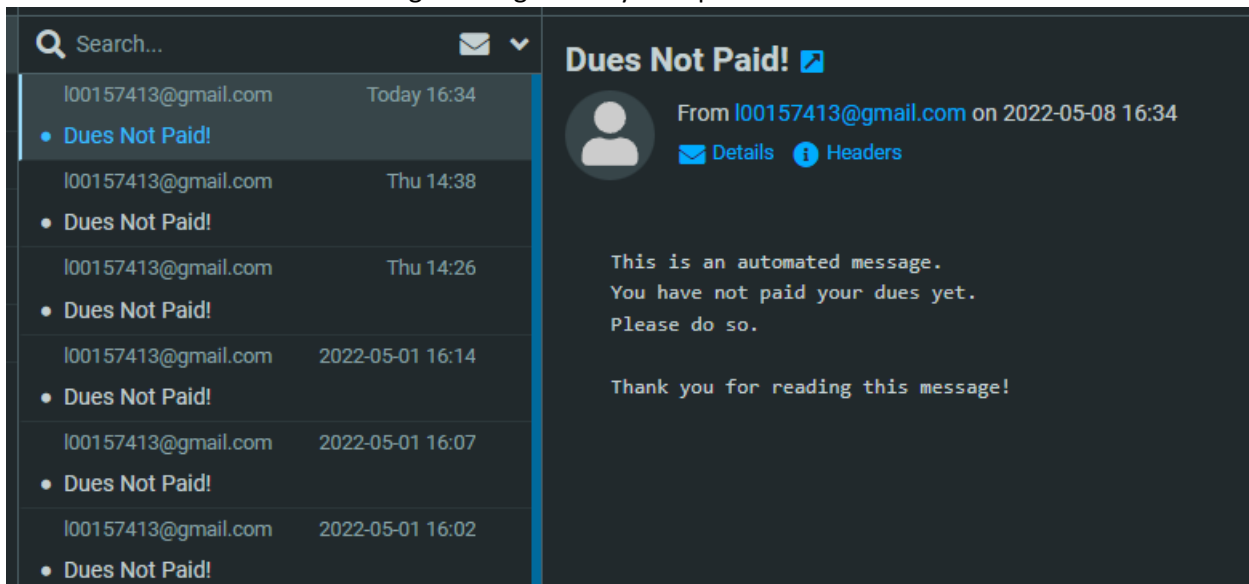 Search...
l00157413@gmail.com Today 16:34
Dues Not Paid!
l00157413@gmail.com Thu 14:38
Dues Not Paid!
l00157413@gmail.com Thu 14:26
Dues Not Paid!
l00157413@gmail.com 2022-05-01 16:14
Dues Not Paid!
l00157413@gmail.com 2022-05-01 16:07
Dues Not Paid!
l00157413@gmail.com 2022-05-01 16:02
Dues Not Paid!
Dues Not Paid!
From l00157413@gmail.com on 2022-05-08 16:34
Details Headers
This is an automated message.
You have not paid your dues yet.
Please do so.
Thank you for reading this message!